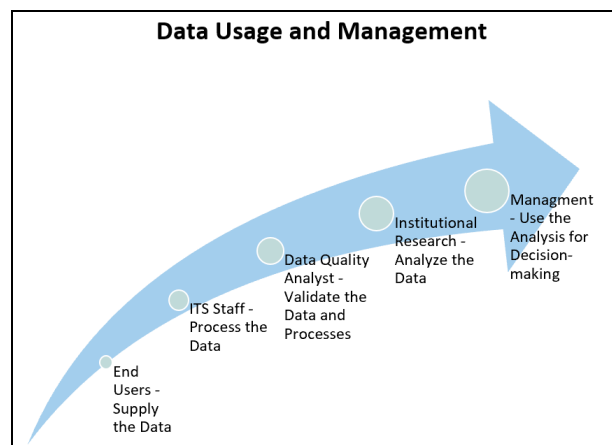 Data Usage and Management
End
Users -
Supply
the Data
ITS Staff -
Process the
Data
Data Quality
Analyst -
Validate the
Data and
Processes
Institutional
Research -
Analyze the
Data
Managment
- Use the
Analysis for
Decision-
making